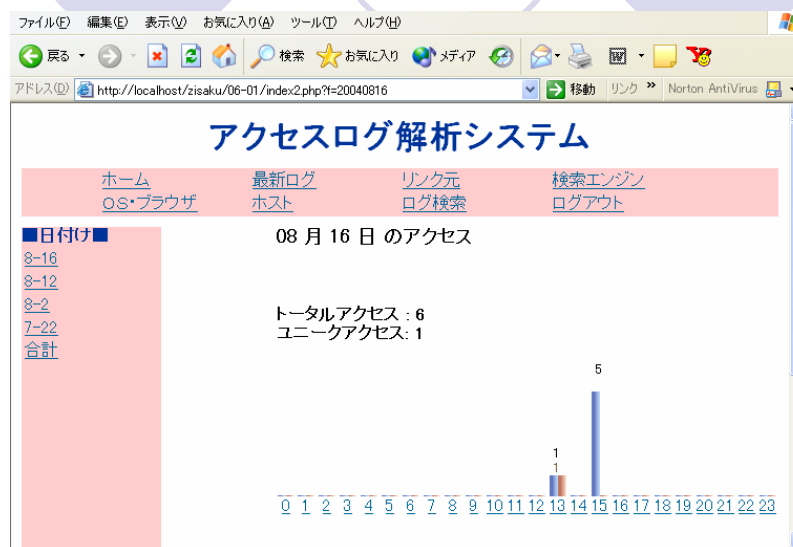 ファイル(F) 編集(E) 表示(V) お気に入り(A) ツール(T) ヘルプ(H)
戻る 検索 お気に入り メディア
アドレス(D) http://localhost/zisaku/06-01/index2.php?f=20040816 移動 リンク » Norton AntiVirus
アクセスログ解析システム
ホーム 最新ログ リンク元 検索エンジン
OS・ブラウザ ホスト ログ検索 ログアウト
■日付け■
08 月 16 日 のアクセス
8-16
8-12
8-2
7-22
合計
トータルアクセス : 6
ユニークアクセス: 1
5
1
1
0 1 2 3 4 5 6 7 8 9 10 11 12 13 14 15 16 17 18 19 20 21 22 23